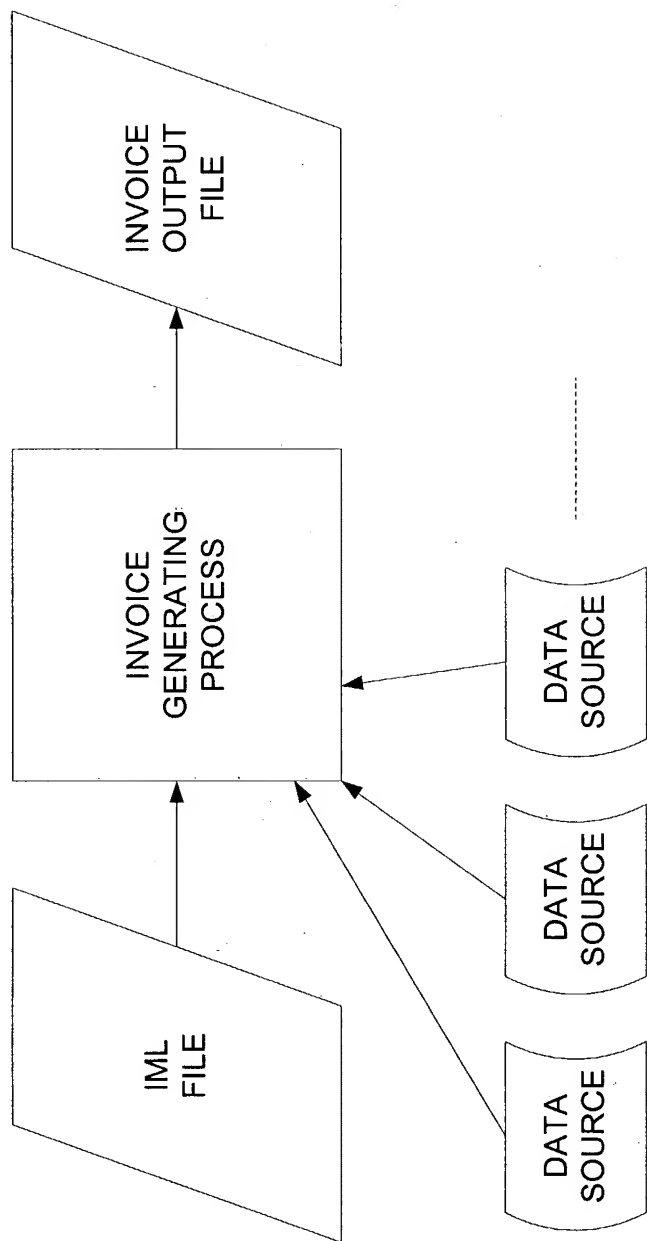 IML
FILE
INVOICE
GENERATING
PROCESS
INVOICE
OUTPUT
FILE
DATA
SOURCE
DATA
SOURCE
DATA
SOURCE